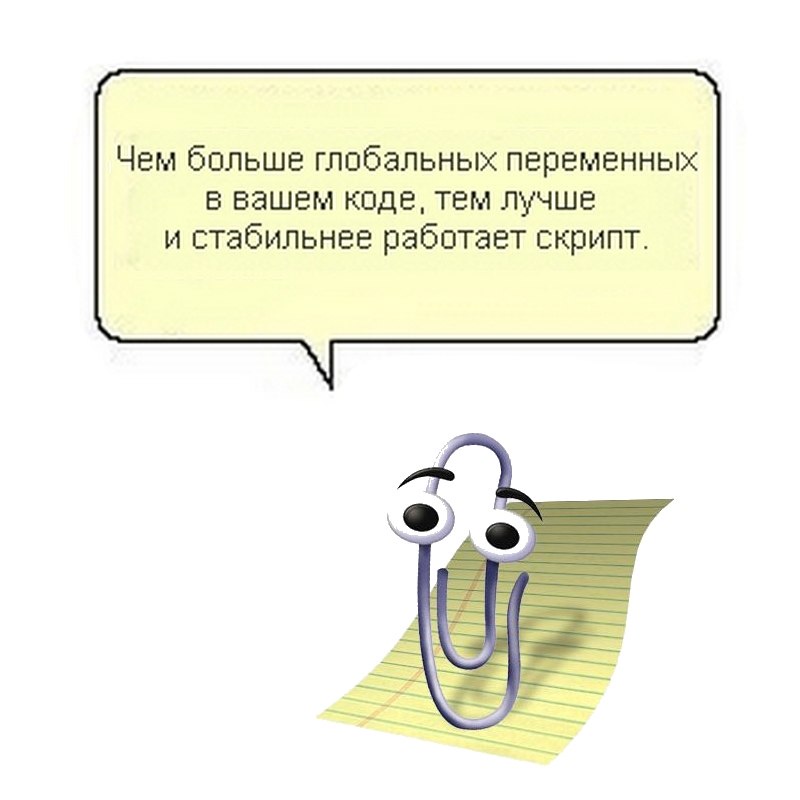 Чем больше глобальных переменных
в вашем коде, тем лучше
и стабильнее работает скрипт.